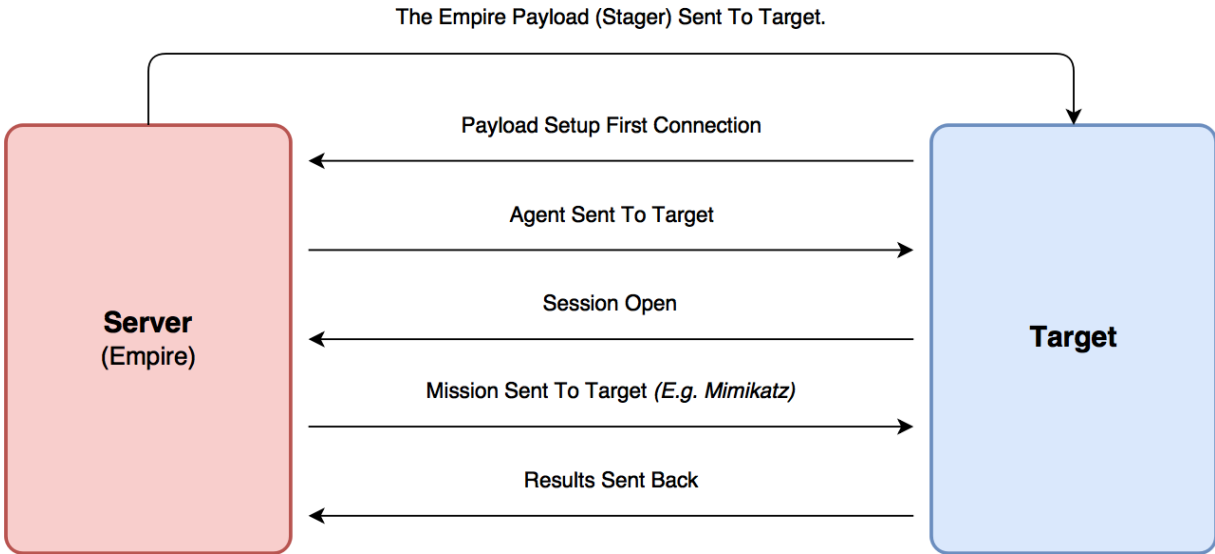 The Empire Payload (Stager) Sent To Target.
Payload Setup First Connection
Agent Sent To Target
Session Open
Server
(Empire)
Target
Mission Sent To Target (E.g. Mimikatz)
Results Sent Back